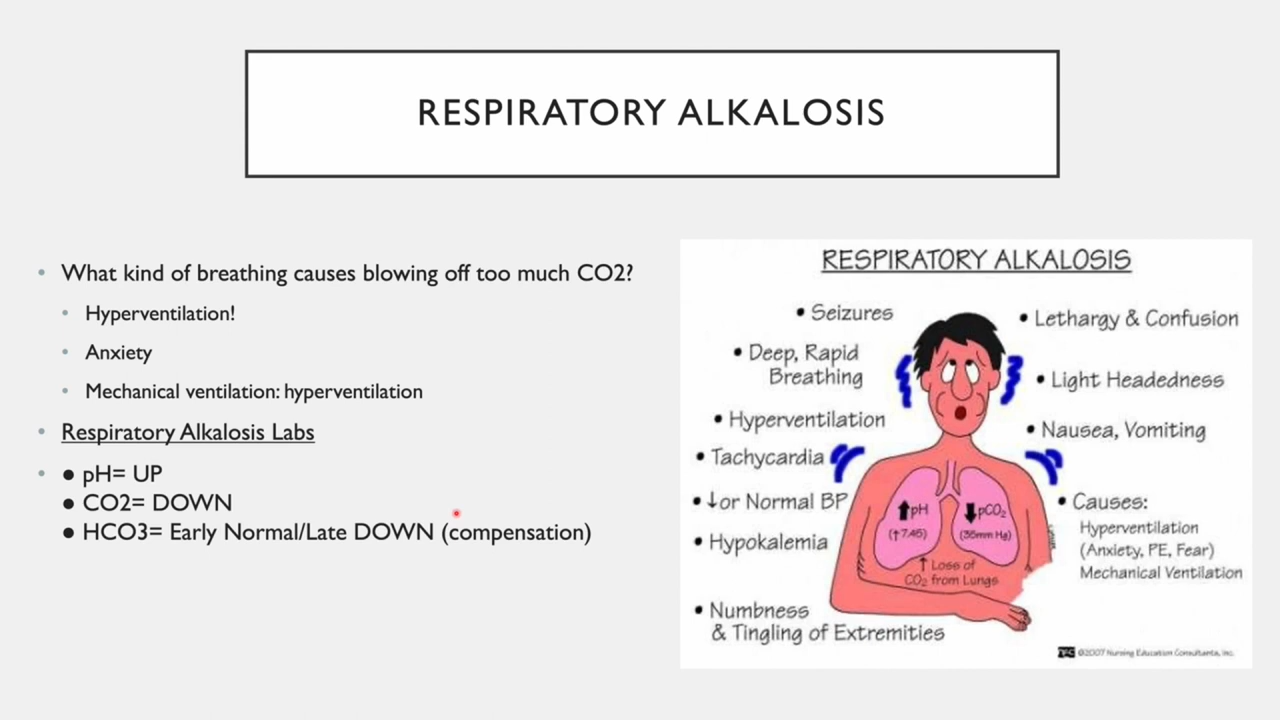 RESPIRATORY ALKALOSIS
• What kind of breathing causes blowing off too much CO2?
• Hyperventilation!
• Anxiety
• Mechanical ventilation: hyperventilation
• Respiratory Alkalosis Labs
• ● pH= UP
● CO2= DOWN
● HCO3= Early Normal/Late DOWN (compensation)
RESPIRATORY ALKALOSIS
• Seizures
• Deep, Rapid
Breathing
• Hyperventilation
• Tachycardia
• ↓or Normal BP
• Hypokalemia
• Numbness
& Tingling of Extremities
↑pH
(↑7.45)
↓pCO₂
(35mm Hg)
↑ Loss of
CO₂ from Lungs
• Lethargy & Confusion
• Light Headedness
• Nausea, Vomiting
• Causes:
Hyperventilation
(Anxiety, PE, Fear)
Mechanical Ventilation
©2007 Nursing Education Consultants, Inc.